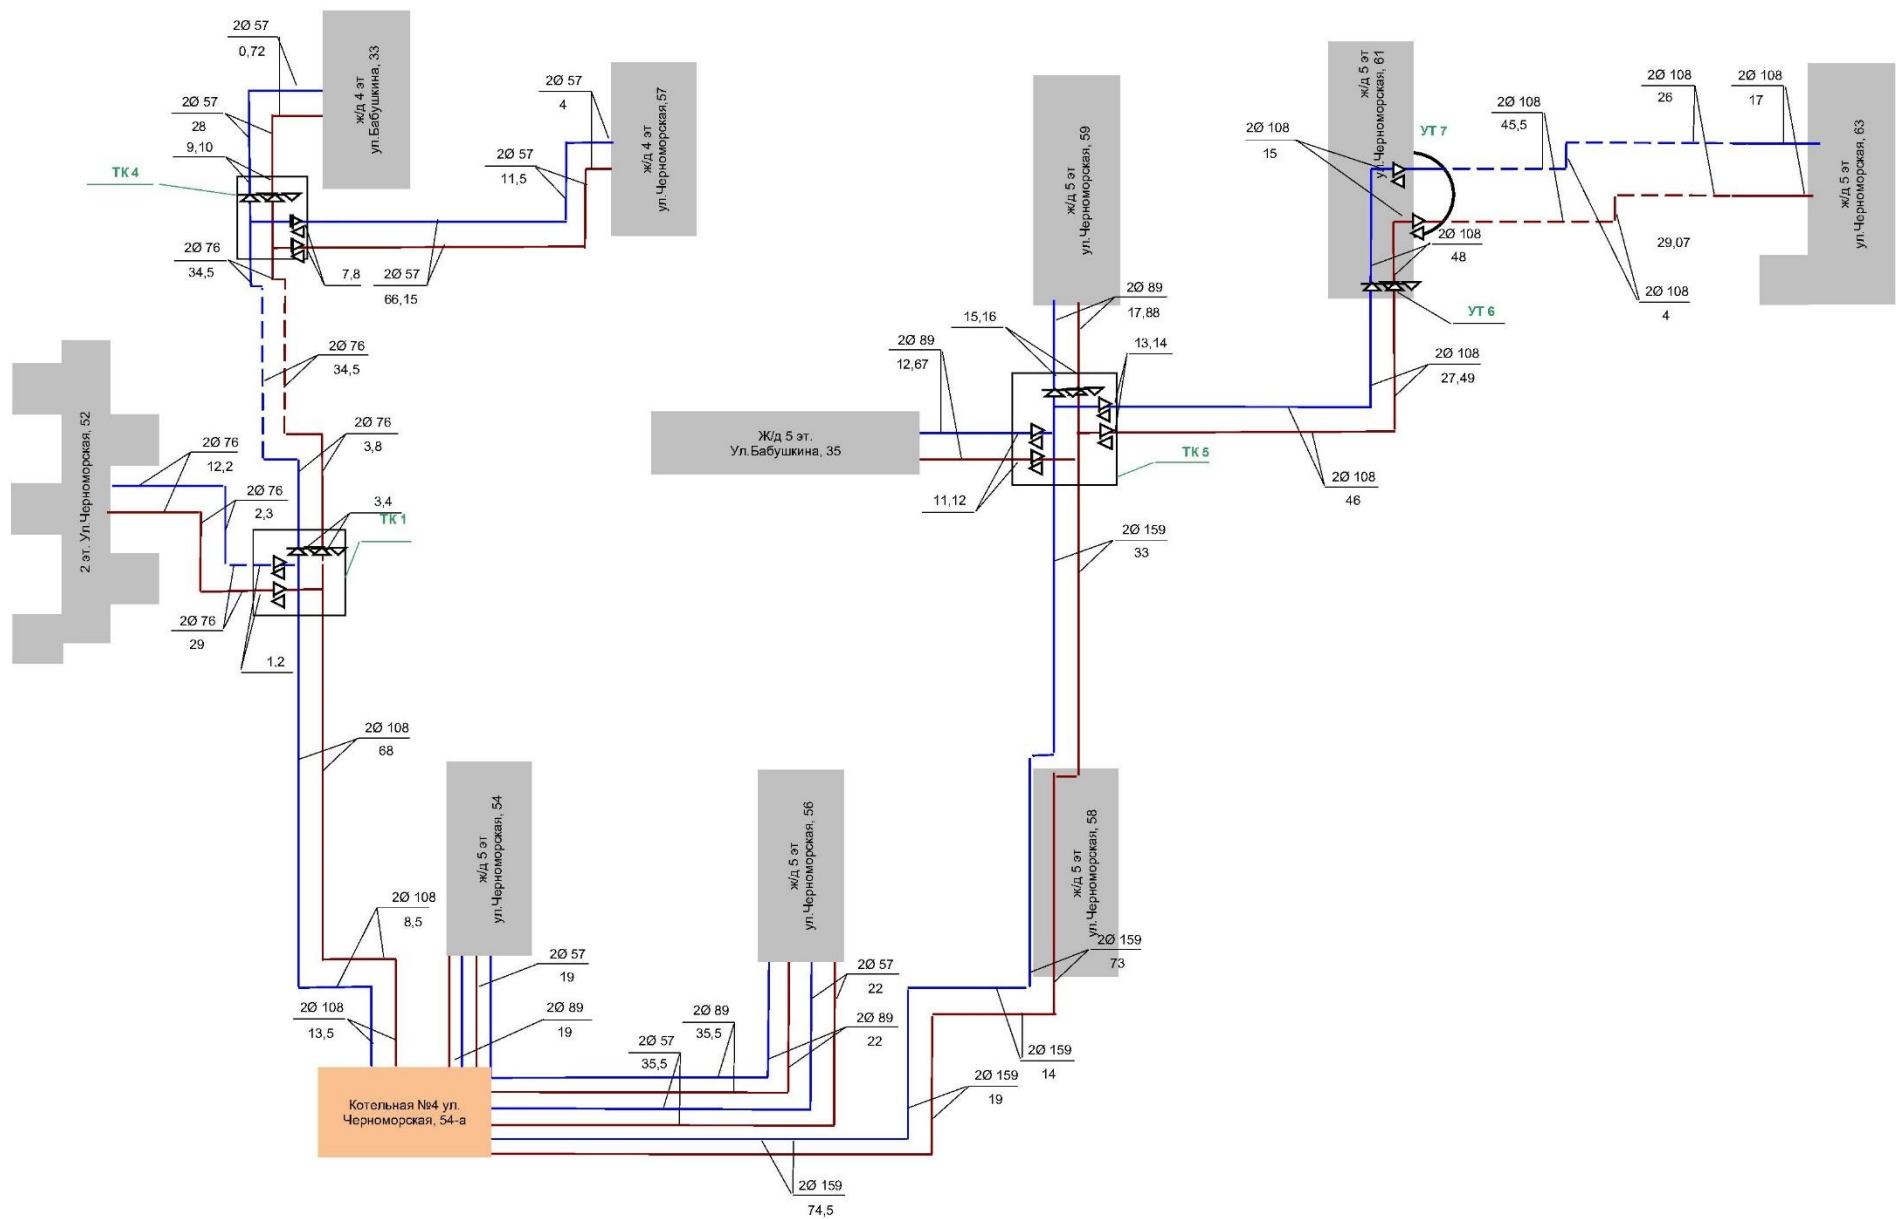 2Ø 57
0,72
ж/д 4 эт
ул.Бабушкина, 33
2Ø 57
28
9,10
ТК 4
2Ø 57
4
ж/д 4 эт
ул.Черноморская,57
2Ø 57
11,5
2Ø 76
34,5
7,8
2Ø 57
66,15
2Ø 76
34,5
2 эт. Ул.Черноморская, 52
2Ø 76
12,2
2Ø 76
3,8
2Ø 76
2,3
3,4
ТК 1
2Ø 76
29
1,2
2Ø 108
68
2Ø 108
8,5
2Ø 108
13,5
ж/д 5 эт
ул.Черноморская, 54
2Ø 57
19
2Ø 89
19
Котельная №4 ул.
Черноморская, 54-а
ж/д 5 эт
ул.Черноморская, 56
2Ø 57
22
2Ø 89
22
2Ø 89
35,5
2Ø 57
35,5
2Ø 159
74,5
2Ø 159
19
2Ø 159
14
2Ø 159
73
ж/д 5 эт
ул.Черноморская, 58
2Ø 159
33
ж/д 5 эт
ул.Черноморская, 59
2Ø 89
17,88
15,16
13,14
2Ø 89
12,67
Ж/д 5 эт.
Ул.Бабушкина, 35
11,12
ТК 5
2Ø 108
46
2Ø 108
27,49
УТ 6
2Ø 108
48
ж/д 5 эт
ул.Черноморская, 61
2Ø 108
15
УТ 7
2Ø 108
45,5
2Ø 108
26
2Ø 108
17
29,07
2Ø 108
4
ж/д 5 эт
ул.Черноморская, 63